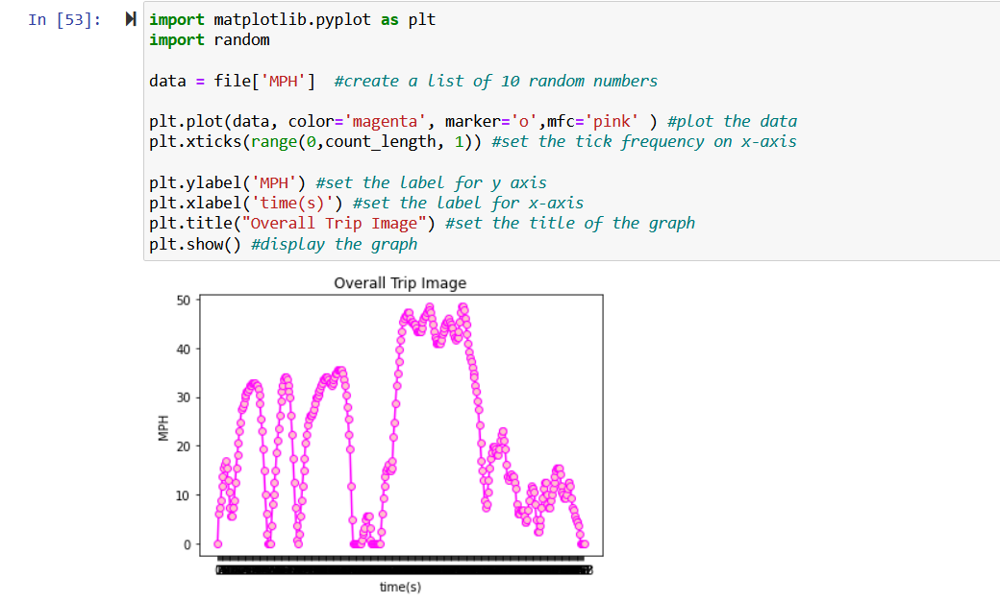 In [53]:
import matplotlib.pyplot as plt
import random
data = file['MPH'] #create a list of 10 random numbers
plt.plot(data, color='magenta', marker='o',mfc='pink' ) #plot the data
plt.xticks(range(0,count_length, 1)) #set the tick frequency on x-axis
plt.ylabel('MPH') #set the label for y axis
plt.xlabel('time(s)') #set the label for x-axis
plt.title("Overall Trip Image") #set the title of the graph
plt.show() #display the graph
Overall Trip Image
50
40
30
20
10
0
MPH
time(s)